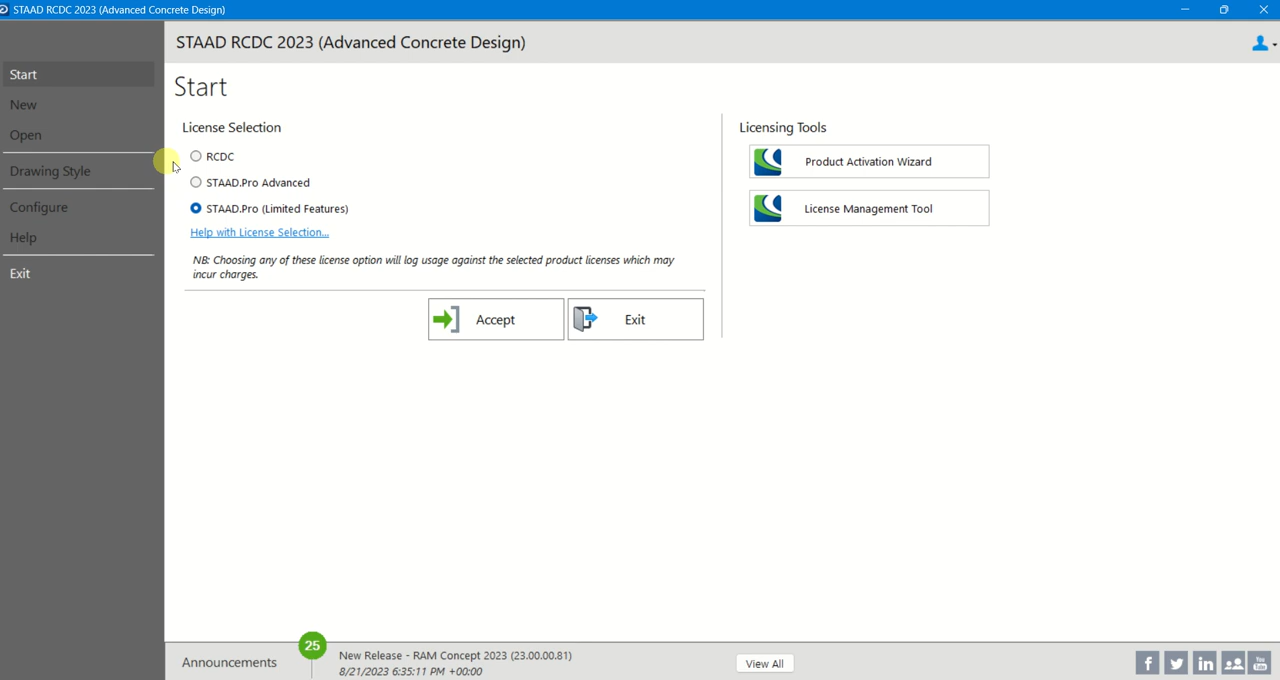 STAAD RCDC 2023 (Advanced Concrete Design)
STAAD RCDC 2023 (Advanced Concrete Design)
Start
New
Open
Drawing Style
Configure
Help
Exit
Start
License Selection
RCDC
STAAD.Pro Advanced
STAAD.Pro (Limited Features)
Help with License Selection...
NB: Choosing any of these license option will log usage against the selected product licenses which may
incur charges.
Accept
Exit
Licensing Tools
Product Activation Wizard
License Management Tool
Announcements
25
New Release - RAM Concept 2023 (23.00.00.81)
8/21/2023 6:35:11 PM +00:00
View All
f
in
You
Tube